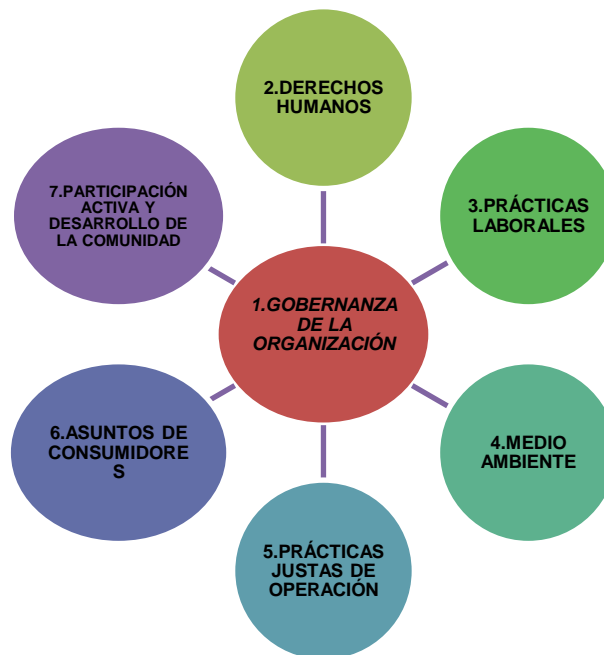 2.DERECHOS
HUMANOS
7.PARTICIPACIÓN
ACTIVA Y
DESARROLLO DE
LA COMUNIDAD
3.PRÁCTICAS
LABORALES
1.GOBERNANZA
DE LA
ORGANIZACIÓN
6.ASUNTOS DE
CONSUMIDORE
S
4.MEDIO
AMBIENTE
5.PRÁCTICAS
JUSTAS DE
OPERACIÓN